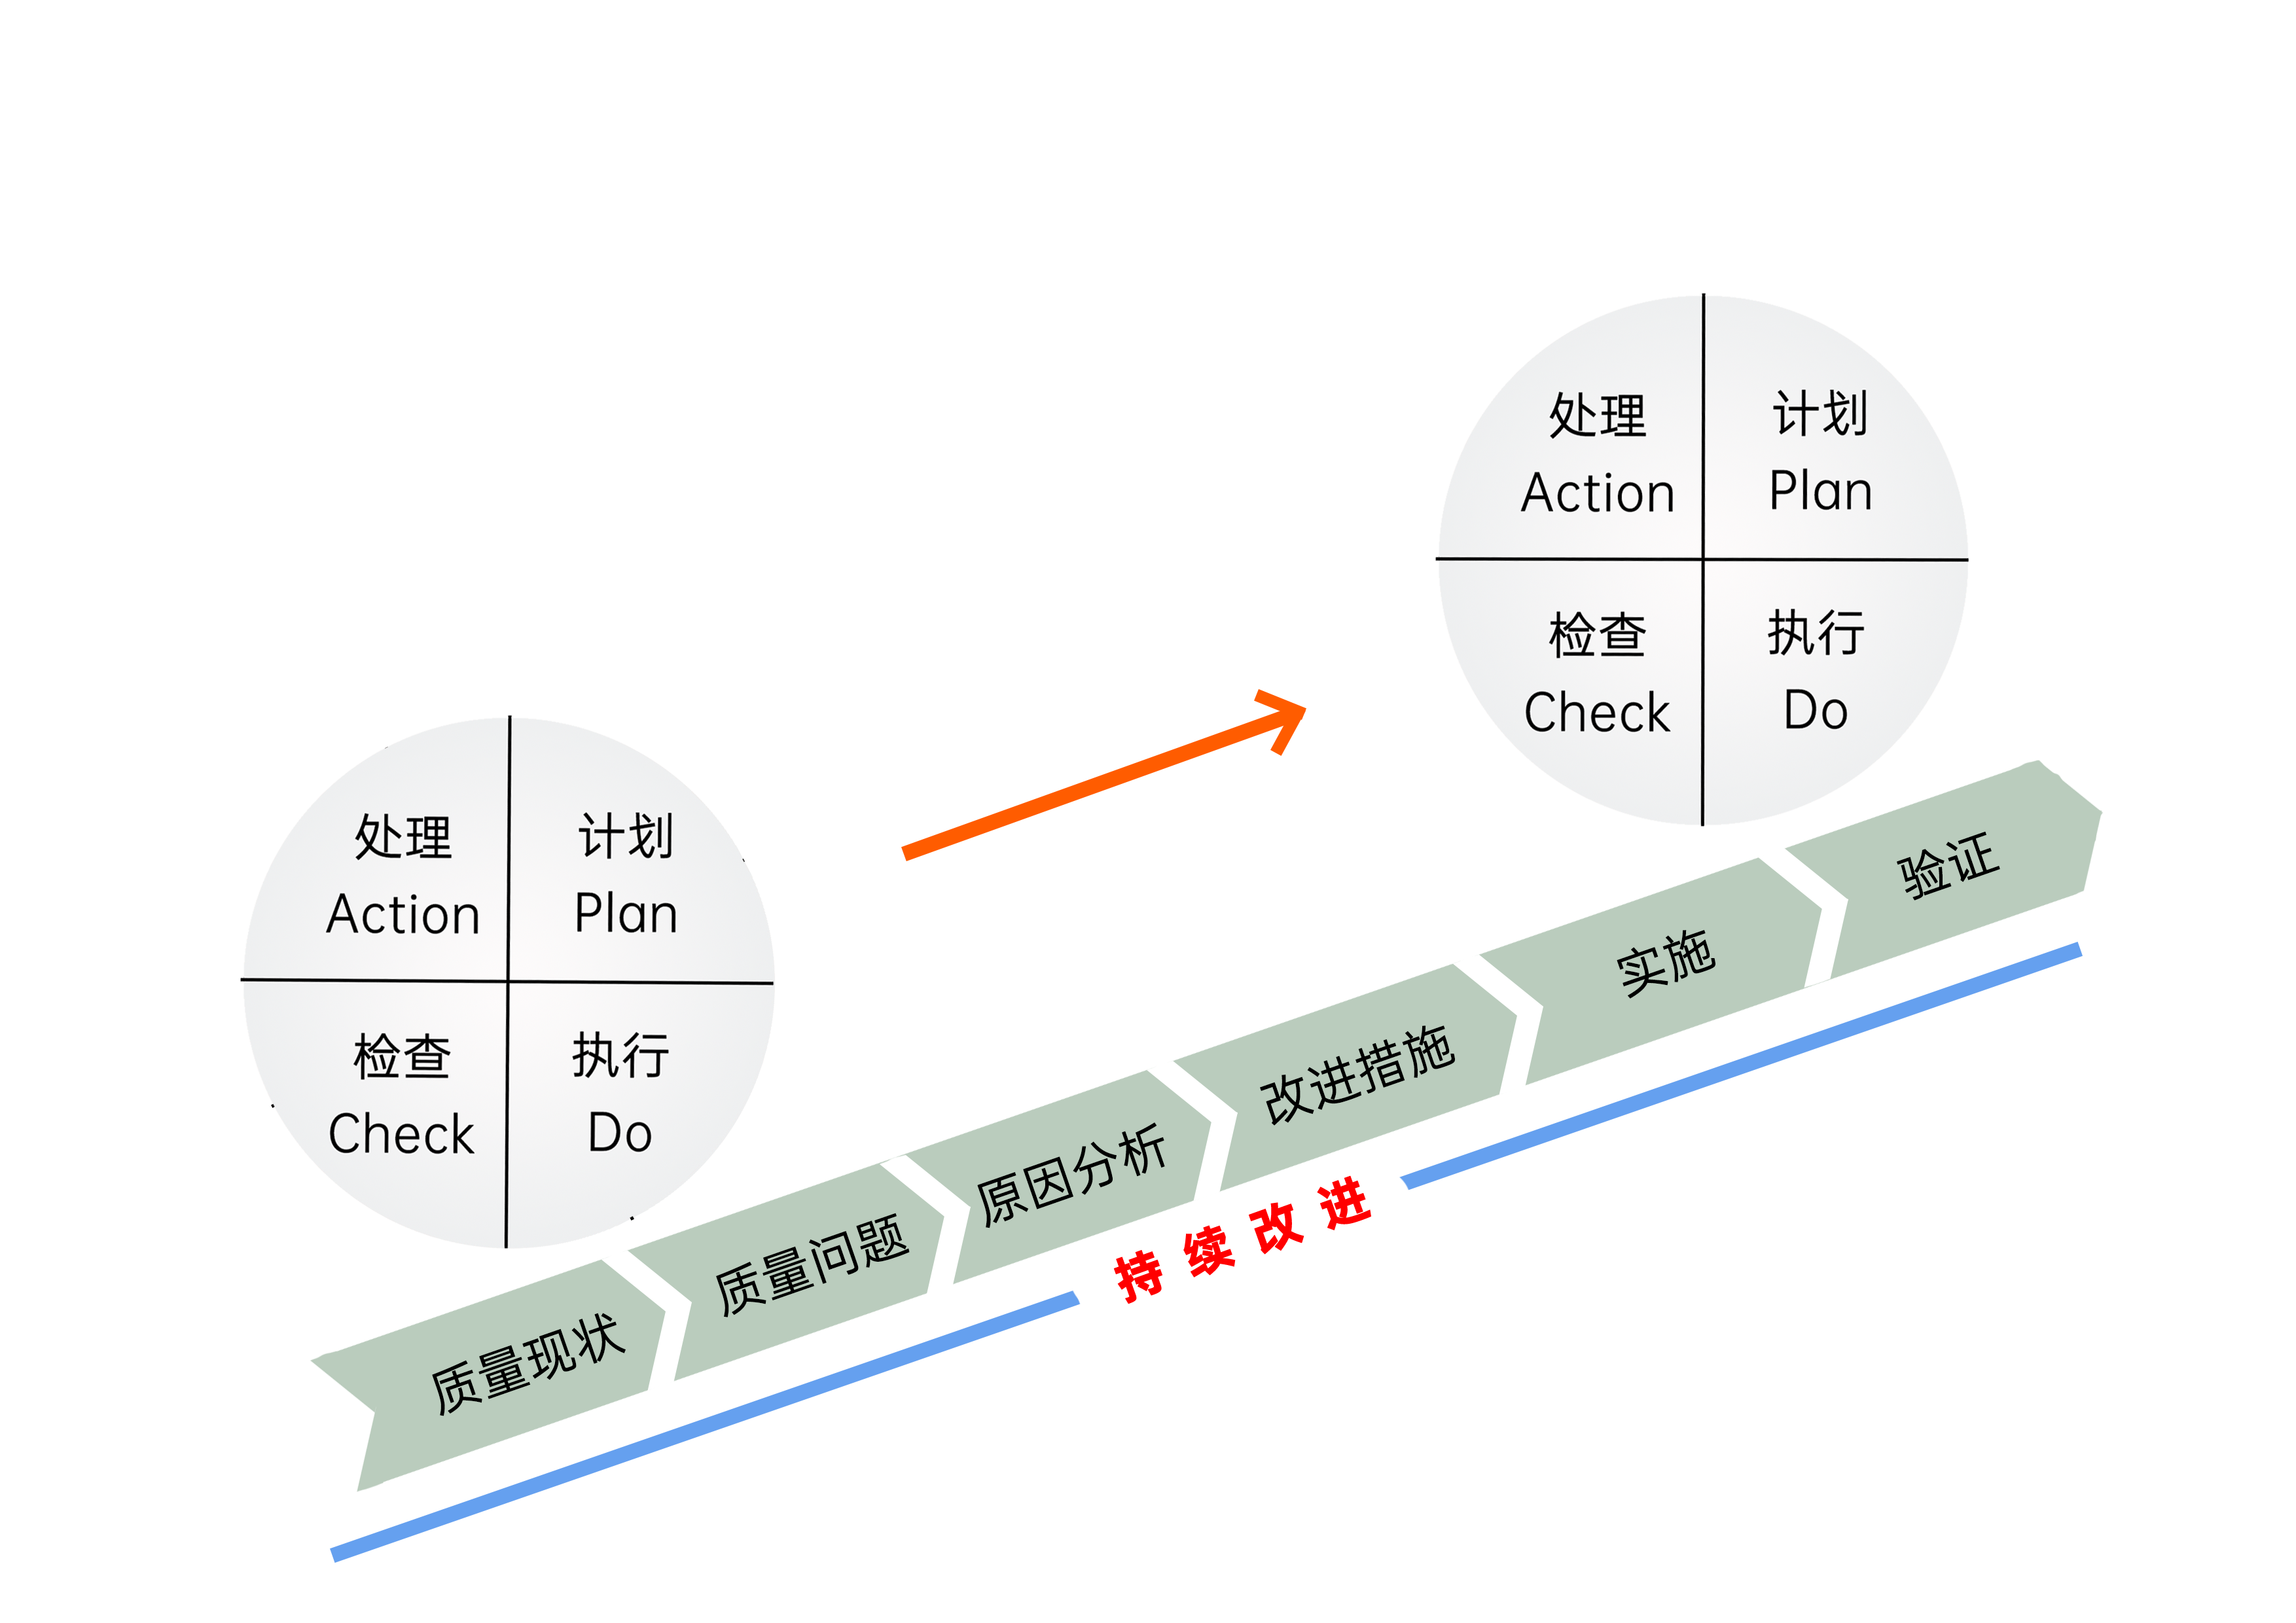 处理
Action
计划
Plan
检查
Check
执行
Do
处理
Action
计划
Plan
检查
Check
执行
Do
质量现状
质量问题
原因分析
改进措施
实施
验证
持续改进